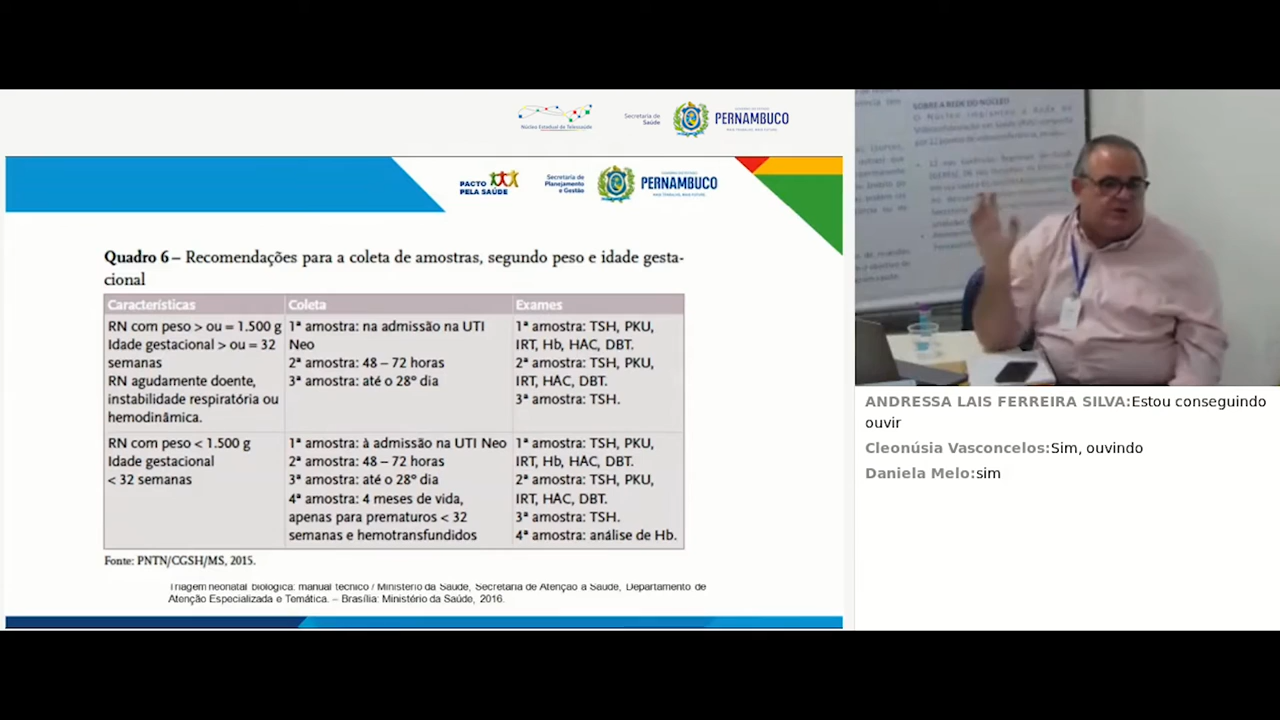 Núcleo Estadual de Telessaúde
Secretaria de
Saúde
PERNAMBUCO
PACTO
PELA SAÚDE
Secretaria de
Planejamento
e Gestão
PERNAMBUCO
Quadro 6 – Recomendações para a coleta de amostras, segundo peso e idade gesta-
cional
Características Coleta Exames
RN com peso > ou = 1.500 g
Idade gestacional > ou = 32
semanas
RN agudamente doente,
instabilidade respiratória ou
hemodinâmica.
1ª amostra: na admissão na UTI
Neo
2ª amostra: 48 – 72 horas
3ª amostra: até o 28º dia
1ª amostra: TSH, PKU,
IRT, Hb, HAC, DBT.
2ª amostra: TSH, PKU,
IRT, HAC, DBT.
3ª amostra: TSH.
RN com peso < 1.500 g
Idade gestacional
< 32 semanas
1ª amostra: à admissão na UTI Neo
2ª amostra: 48 – 72 horas
3ª amostra: até o 28º dia
4ª amostra: 4 meses de vida,
apenas para prematuros < 32
semanas e hemotransfundidos
1ª amostra: TSH, PKU,
IRT, Hb, HAC, DBT.
2ª amostra: TSH, PKU,
IRT, HAC, DBT.
3ª amostra: TSH.
4ª amostra: análise de Hb.
Fonte: PNTN/CGSH/MS, 2015.
Triagem neonatal biológica: manual técnico / Ministério da Saúde, Secretaria de Atenção à Saúde, Departamento de
Atenção Especializada e Temática. – Brasília: Ministério da Saúde, 2016.
SOBRE A REDE DO NÚCLEO
ANDRESSA LAIS FERREIRA SILVA:Estou conseguindo
ouvir
Cleonúsia Vasconcelos:Sim, ouvindo
Daniela Melo:sim